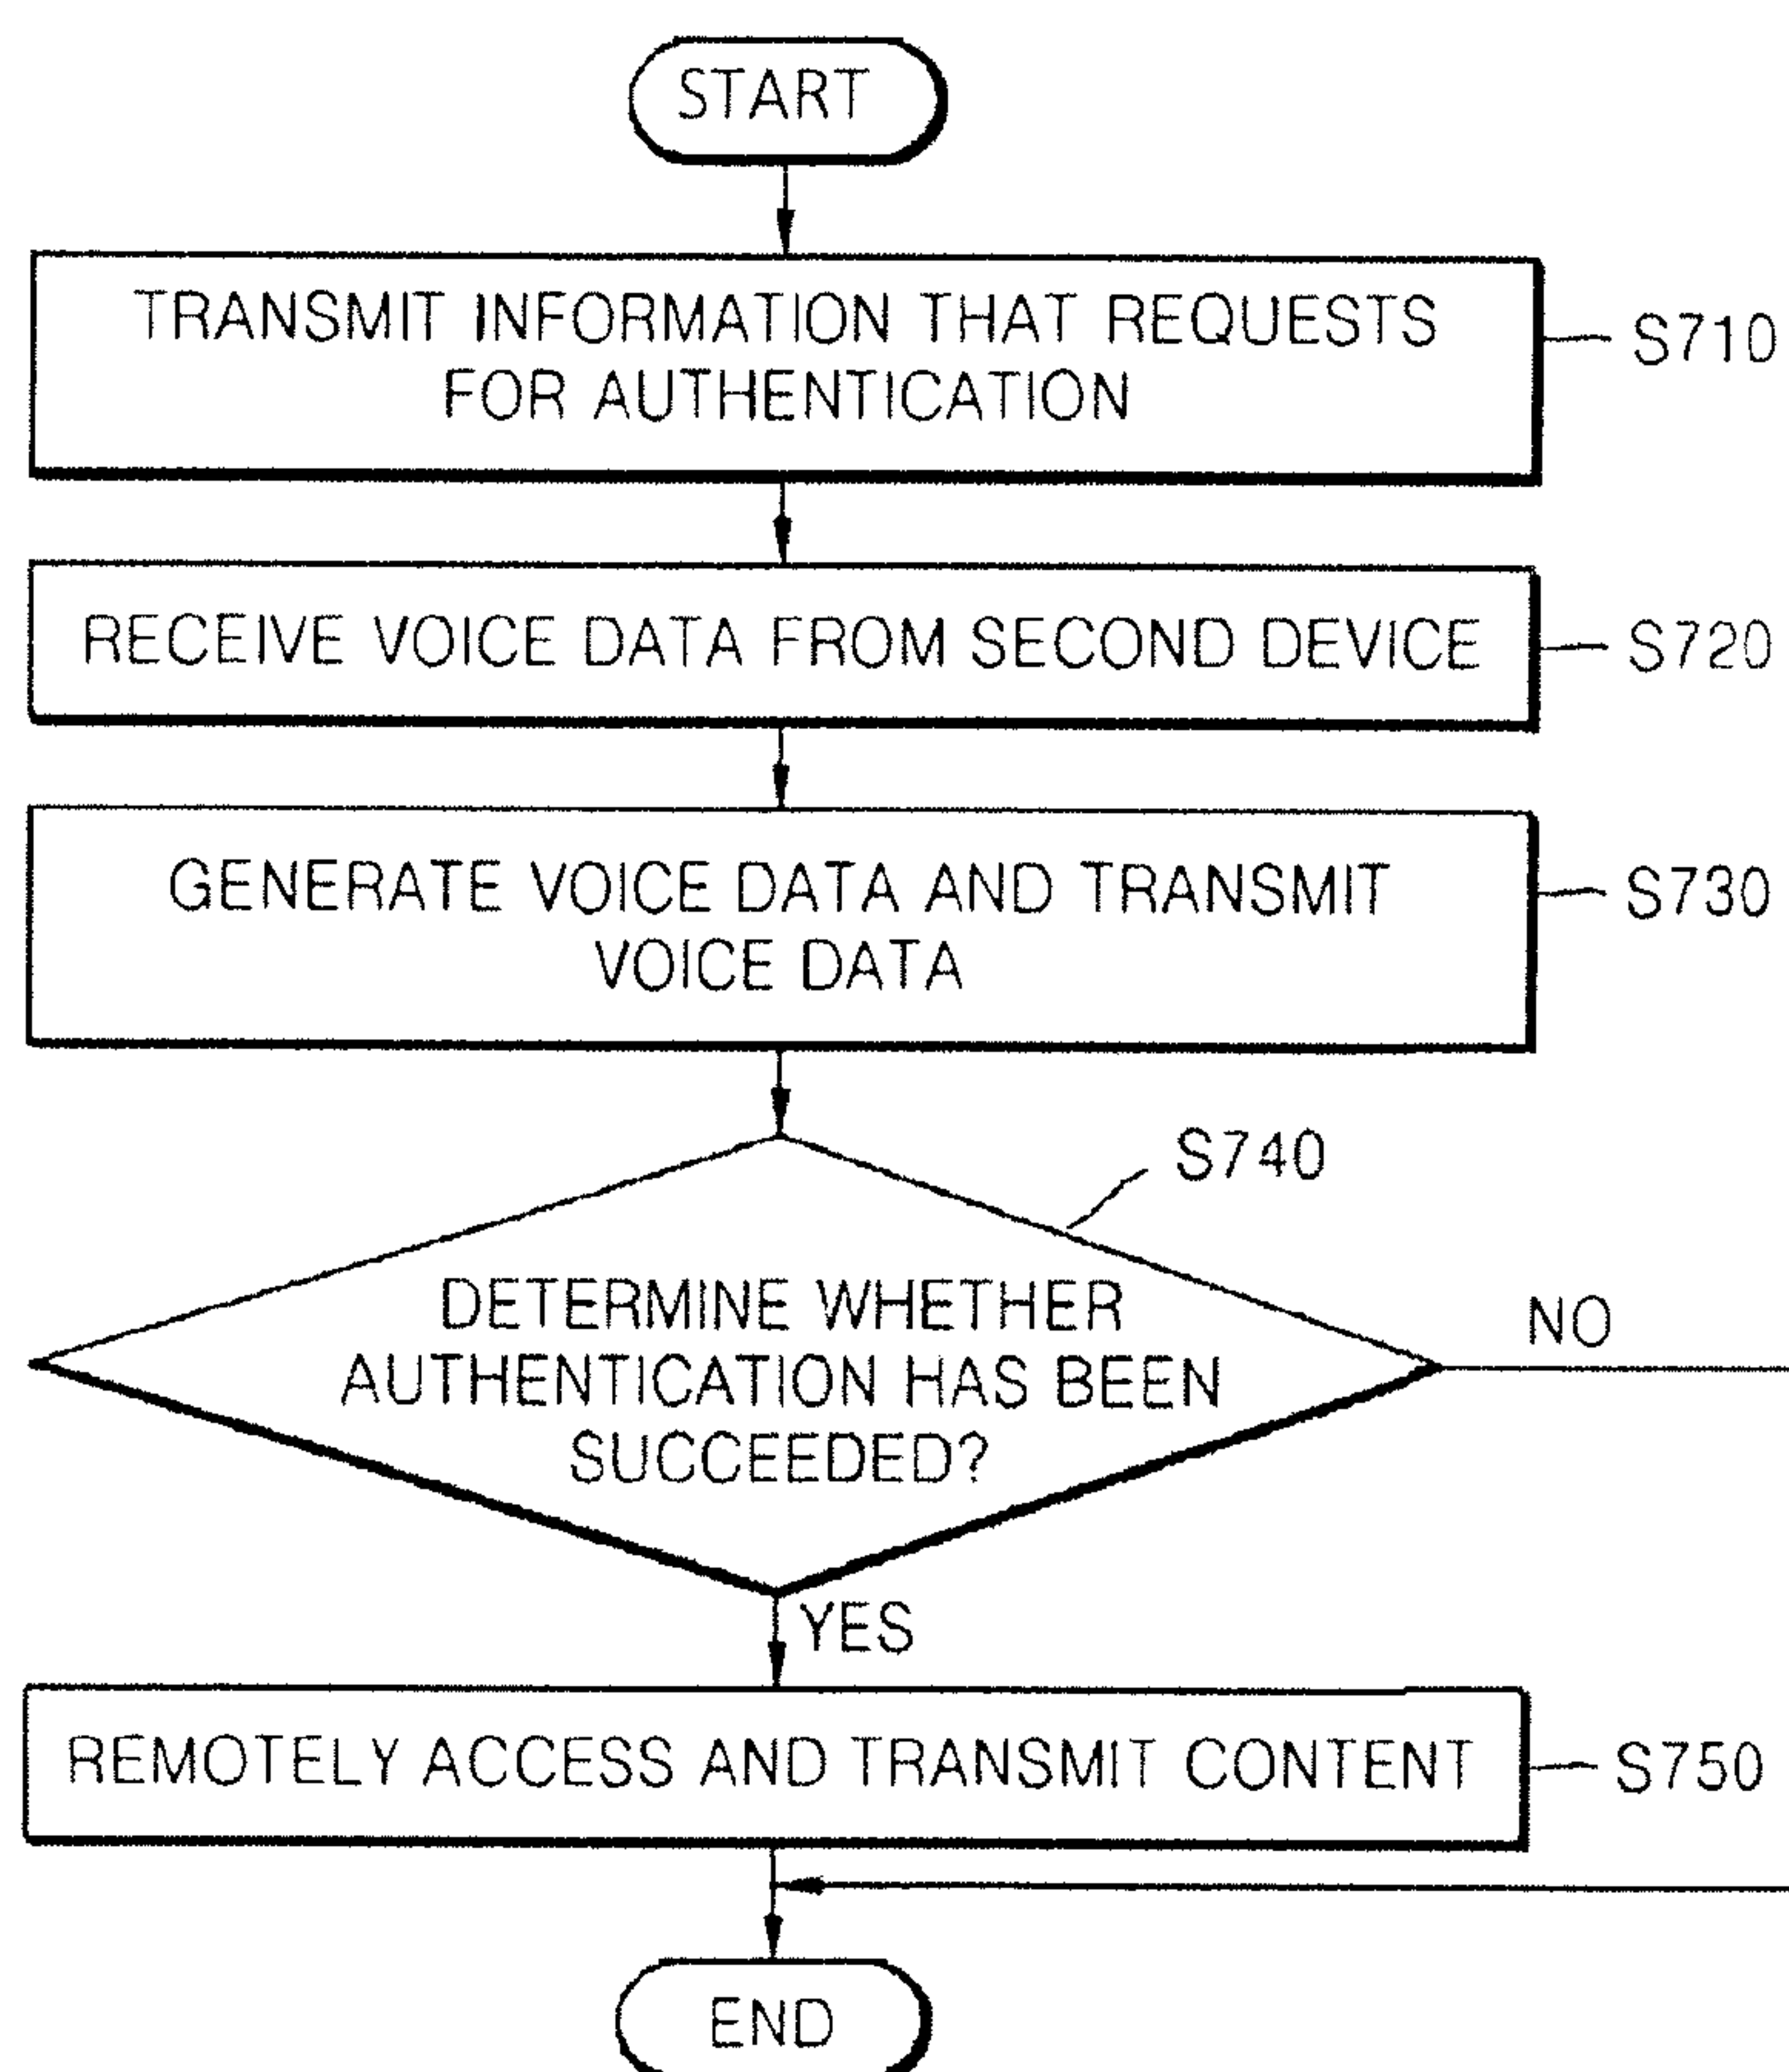 START
TRANSMIT INFORMATION THAT REQUESTS
FOR AUTHENTICATION
S710
RECEIVE VOICE DATA FROM SECOND DEVICE
S720
GENERATE VOICE DATA AND TRANSMIT
VOICE DATA
S730
S740
DETERMINE WHETHER
AUTHENTICATION HAS BEEN
SUCCEEDED?
NO
YES
REMOTELY ACCESS AND TRANSMIT CONTENT
S750
END